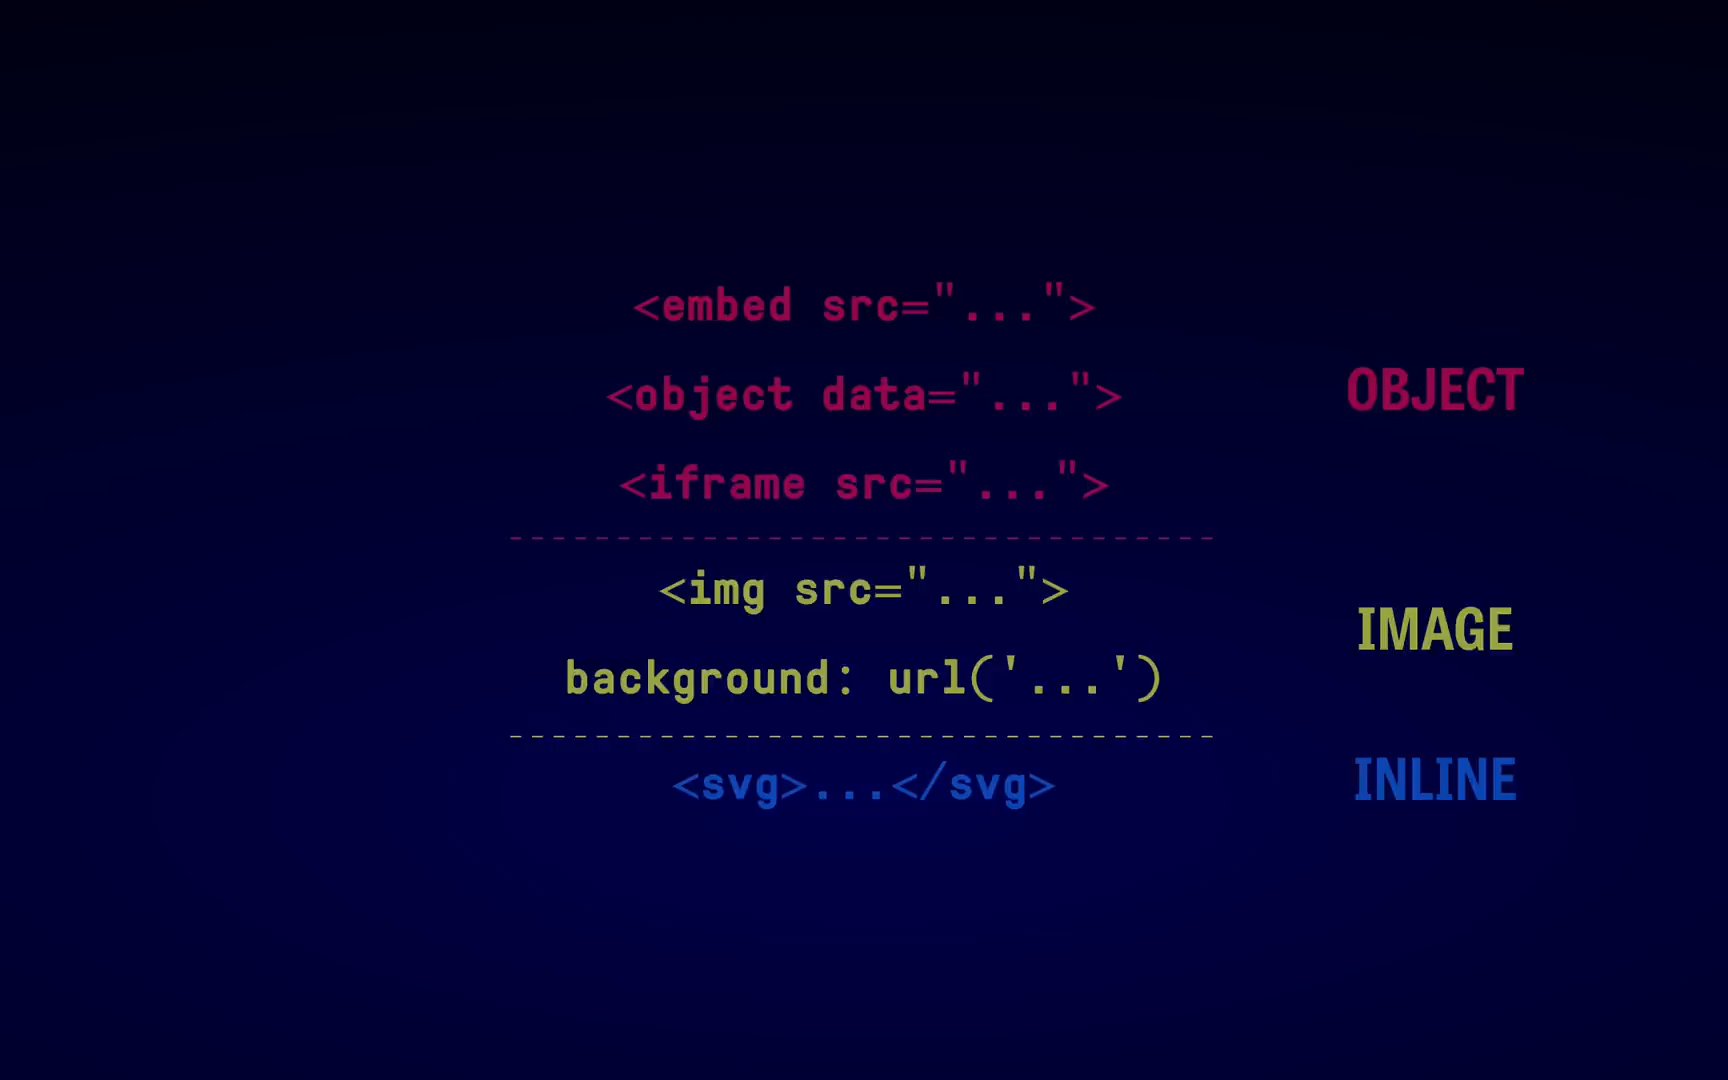 <embed src="...">
<object data="...">
OBJECT
<iframe src="...">
<img src="...">
IMAGE
background: url('...')
<svg>...</svg>
INLINE